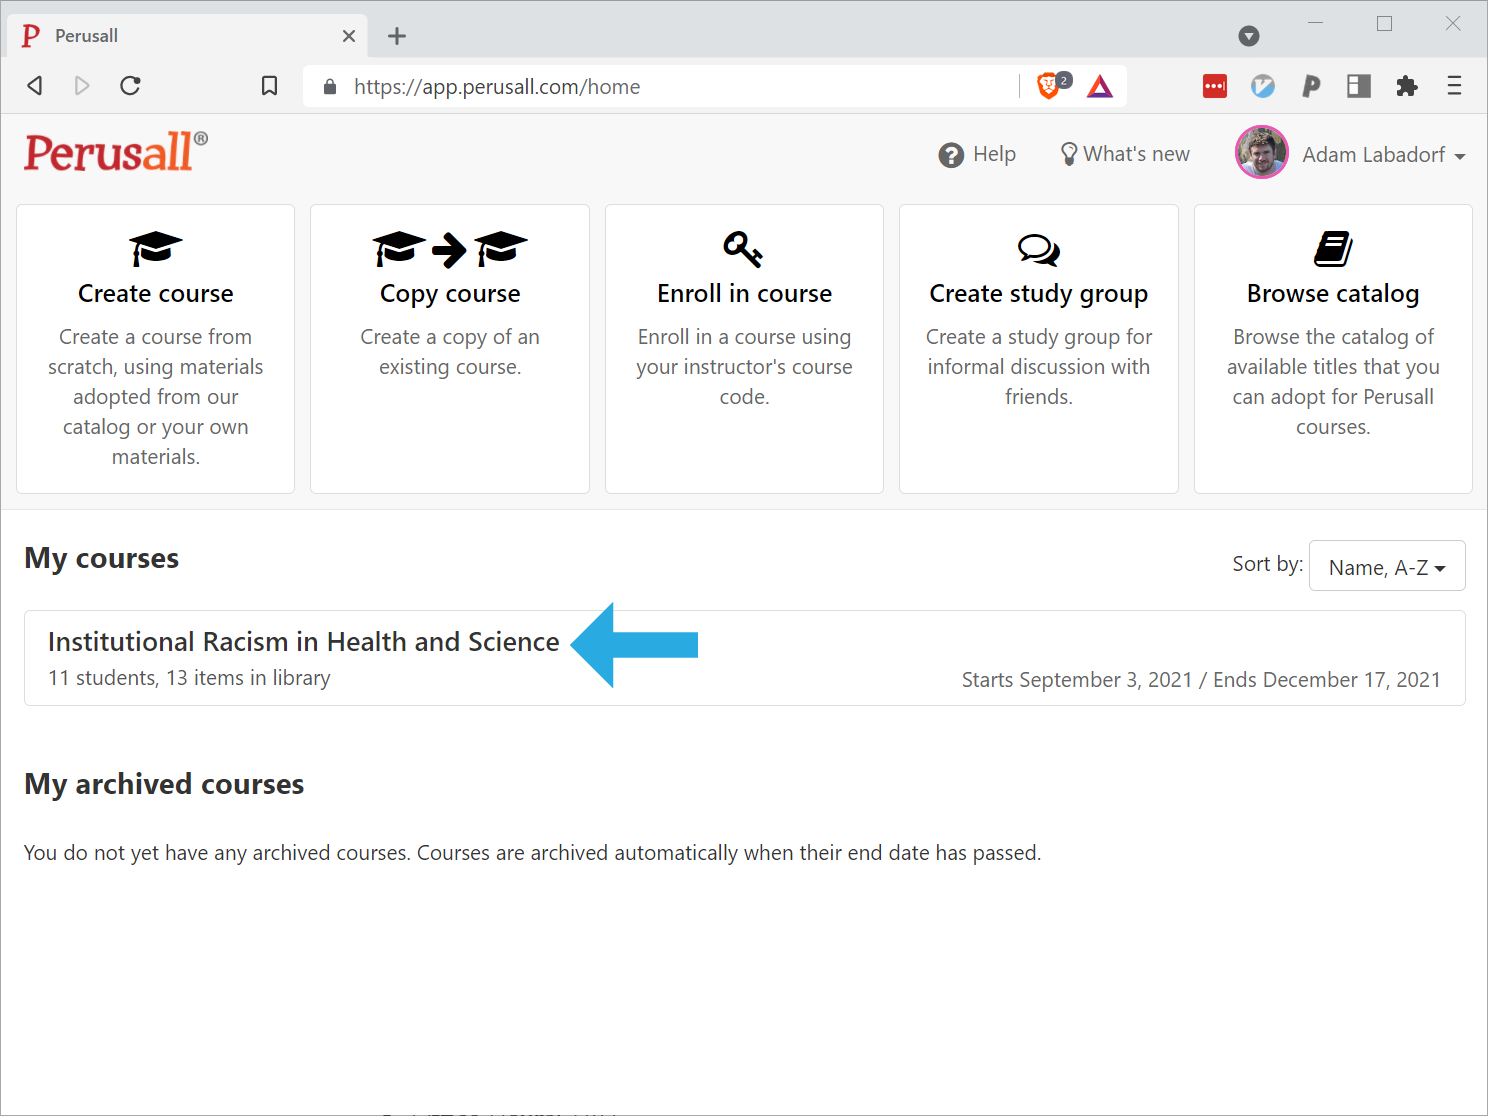 Perusall
https://app.perusall.com/home
2
Perusall®
Help
What's new
Adam Labadorf
Create course
Create a course from
scratch, using materials
adopted from our
catalog or your own
materials.
Copy course
Create a copy of an
existing course.
Enroll in course
Enroll in a course using
your instructor's course
code.
Create study group
Create a study group for
informal discussion with
friends.
Browse catalog
Browse the catalog of
available titles that you
can adopt for Perusall
courses.
My courses
Sort by:
Name, A-Z
Institutional Racism in Health and Science
11 students, 13 items in library
Starts September 3, 2021 / Ends December 17, 2021
My archived courses
You do not yet have any archived courses. Courses are archived automatically when their end date has passed.